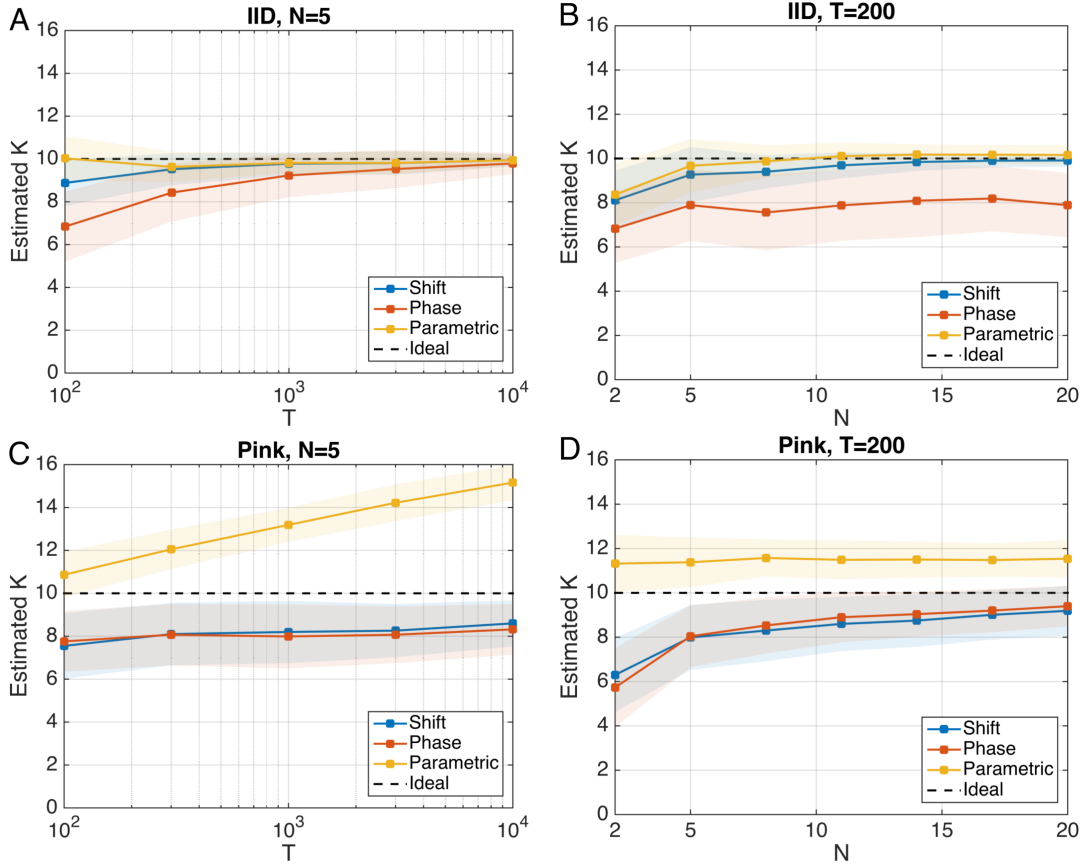 A
IID, N=5
16
14
12
10
8
6
4
2
0
Estimated K
10^2
10^3
10^4
T
Shift
Phase
Parametric
Ideal
B
IID, T=200
16
14
12
10
8
6
4
2
0
Estimated K
2
5
10
15
20
N
Shift
Phase
Parametric
Ideal
C
Pink, N=5
16
14
12
10
8
6
4
2
0
Estimated K
10^2
10^3
10^4
T
Shift
Phase
Parametric
Ideal
D
Pink, T=200
16
14
12
10
8
6
4
2
0
Estimated K
2
5
10
15
20
N
Shift
Phase
Parametric
Ideal